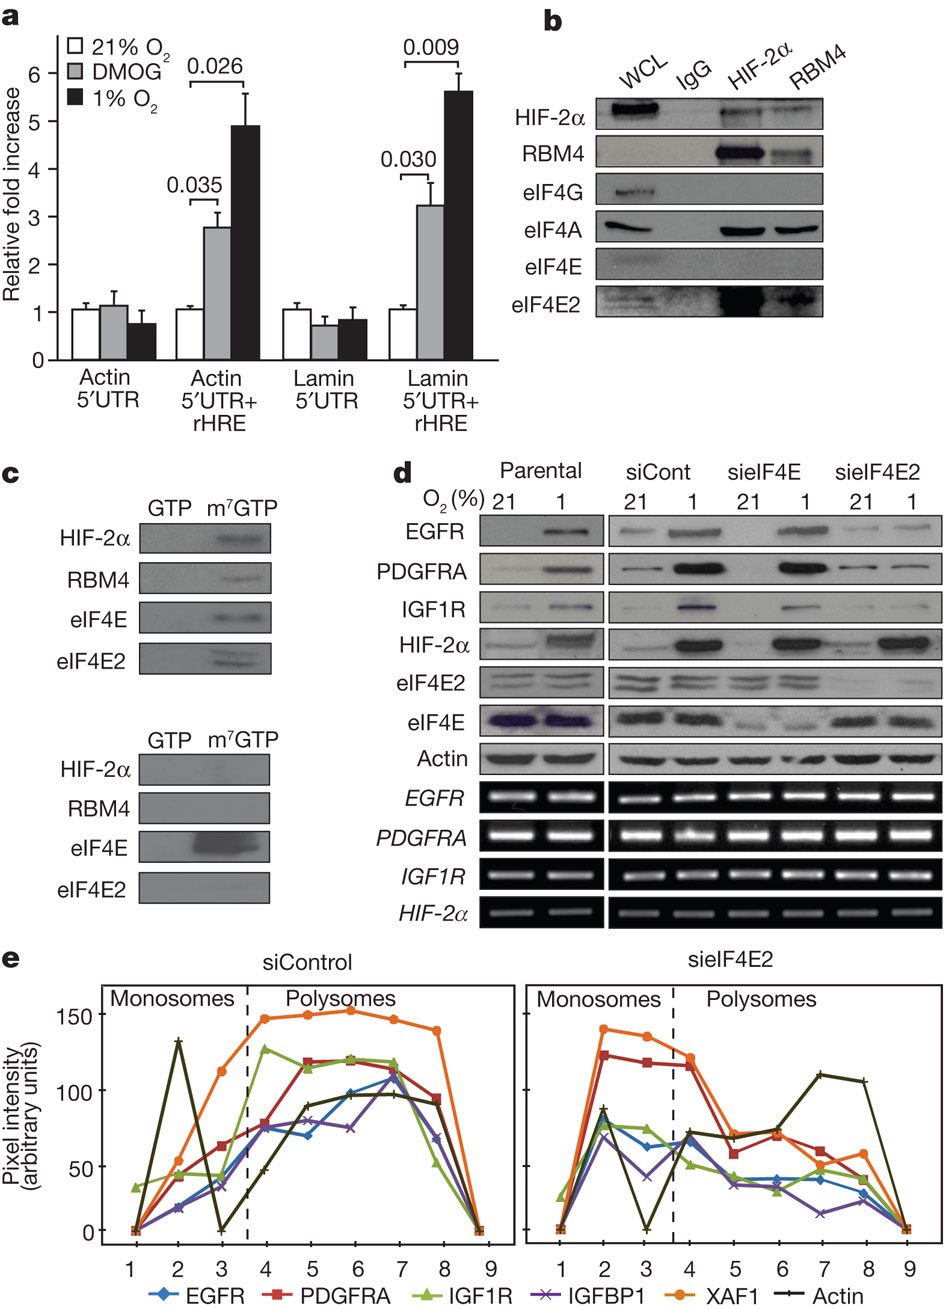 a
21% O2
DMOG
1% O2
Relative fold increase
6
5
4
3
2
1
0
0.035
0.026
0.030
0.009
Actin
5′UTR
Actin
5′UTR+
rHRE
Lamin
5′UTR
Lamin
5′UTR+
rHRE
b
WCL IgG HIF-2α RBM4
HIF-2α
RBM4
eIF4G
eIF4A
eIF4E
eIF4E2
c
GTP m7GTP
HIF-2α
RBM4
eIF4E
eIF4E2
GTP m7GTP
HIF-2α
RBM4
eIF4E
eIF4E2
d
Parental siCont sieIF4E sieIF4E2
O2 (%) 21 1 21 1 21 1 21 1
EGFR
PDGFRA
IGF1R
HIF-2α
eIF4E2
eIF4E
Actin
EGFR
PDGFRA
IGF1R
HIF-2α
e
siControl
Monosomes Polysomes
Pixel intensity
(arbitrary units)
150
100
50
0
1 2 3 4 5 6 7 8 9
sieIF4E2
Monosomes Polysomes
1 2 3 4 5 6 7 8 9
EGFR PDGFRA IGF1R IGFBP1 XAF1 Actin